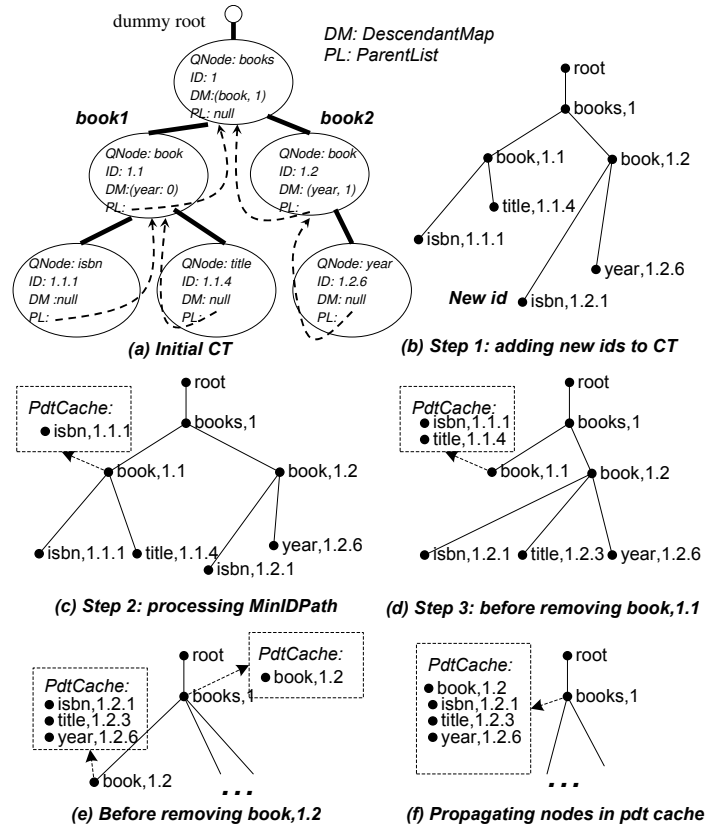 dummy root
DM: DescendantMap
PL: ParentList
QNode: books
ID: 1
DM:(book, 1)
PL: null
book1
book2
QNode: book
ID: 1.1
DM:(year: 0)
PL:
QNode: book
ID: 1.2
DM: (year, 1)
PL:
QNode: isbn
ID: 1.1.1
DM :null
PL:
QNode: title
ID: 1.1.4
DM: null
PL:
QNode: year
ID: 1.2.6
DM: null
PL:
(a) Initial CT
root
books,1
book,1.1
book,1.2
title,1.1.4
isbn,1.1.1
year,1.2.6
New id
isbn,1.2.1
(b) Step 1: adding new ids to CT
PdtCache:
isbn,1.1.1
root
books,1
book,1.1
book,1.2
isbn,1.1.1
title,1.1.4
year,1.2.6
isbn,1.2.1
(c) Step 2: processing MinIDPath
PdtCache:
isbn,1.1.1
title,1.1.4
root
books,1
book,1.1
book,1.2
isbn,1.2.1
title,1.2.3
year,1.2.6
(d) Step 3: before removing book,1.1
PdtCache:
isbn,1.2.1
title,1.2.3
year,1.2.6
root
books,1
PdtCache:
book,1.2
book,1.2
...
(e) Before removing book,1.2
PdtCache:
book,1.2
isbn,1.2.1
title,1.2.3
year,1.2.6
root
books,1
...
(f) Propagating nodes in pdt cache